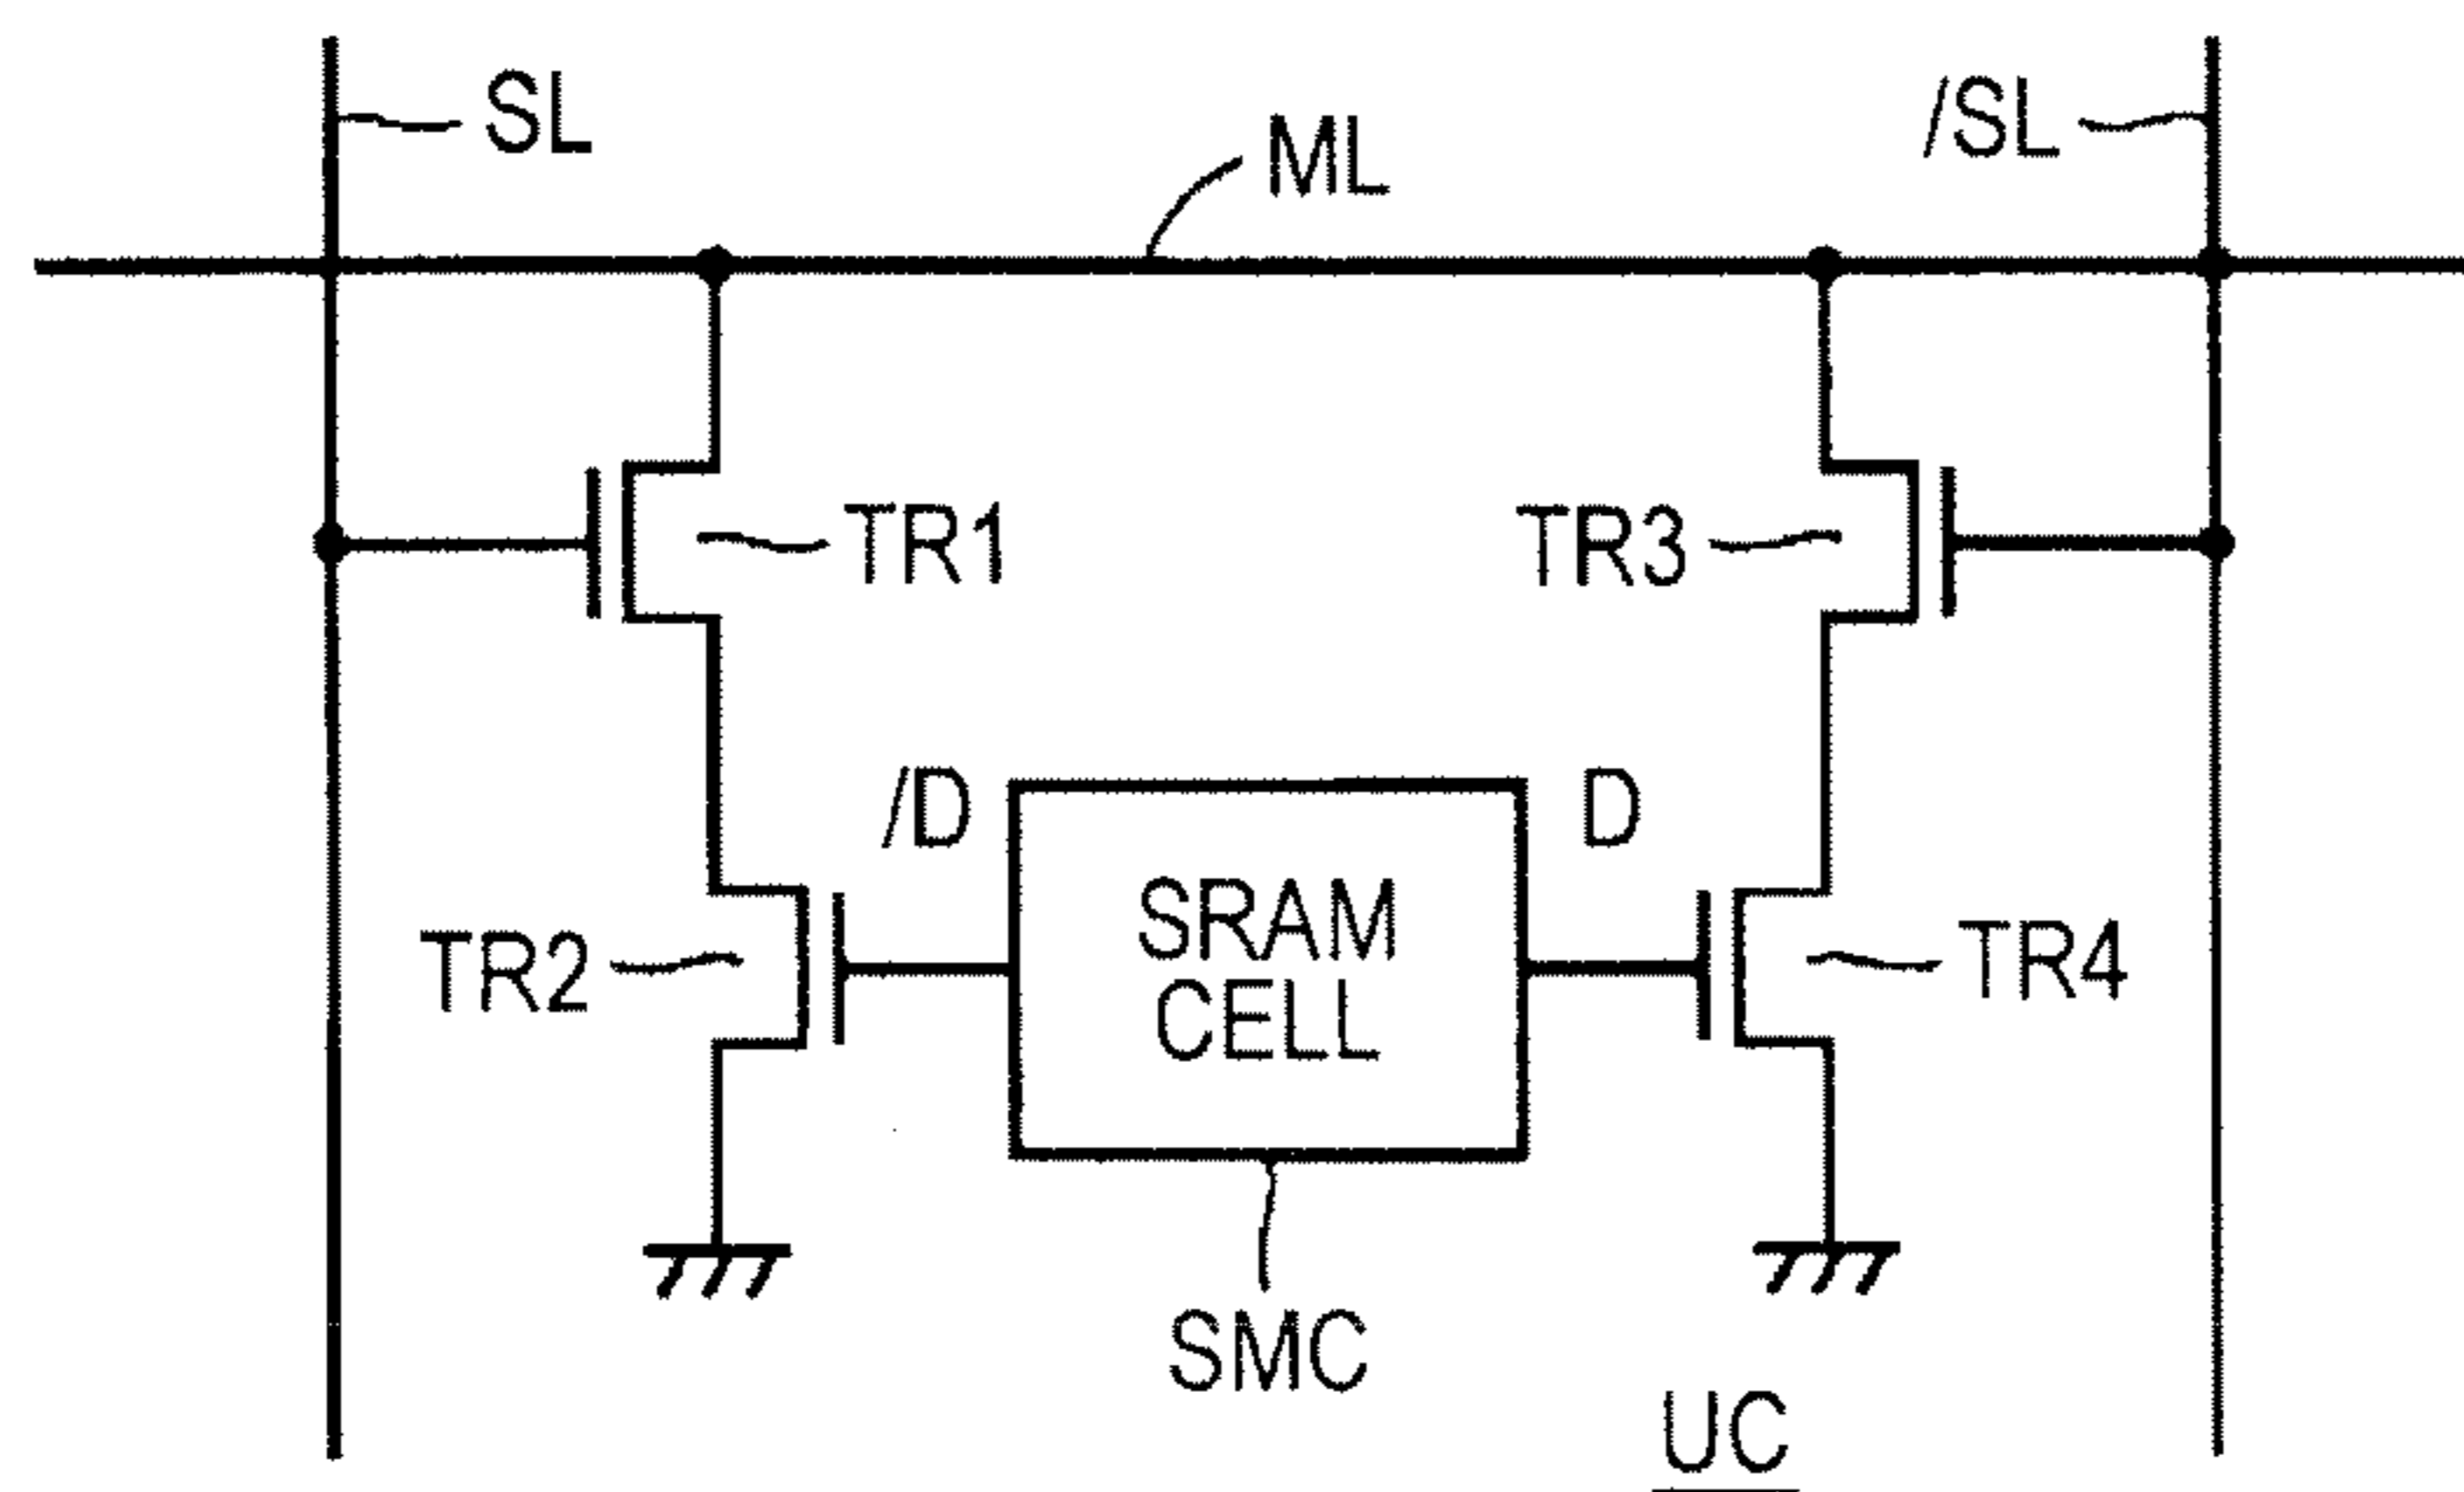 SL
/SL
ML
TR1
TR3
/D
D
SRAM
CELL
TR2
TR4
SMC
UC